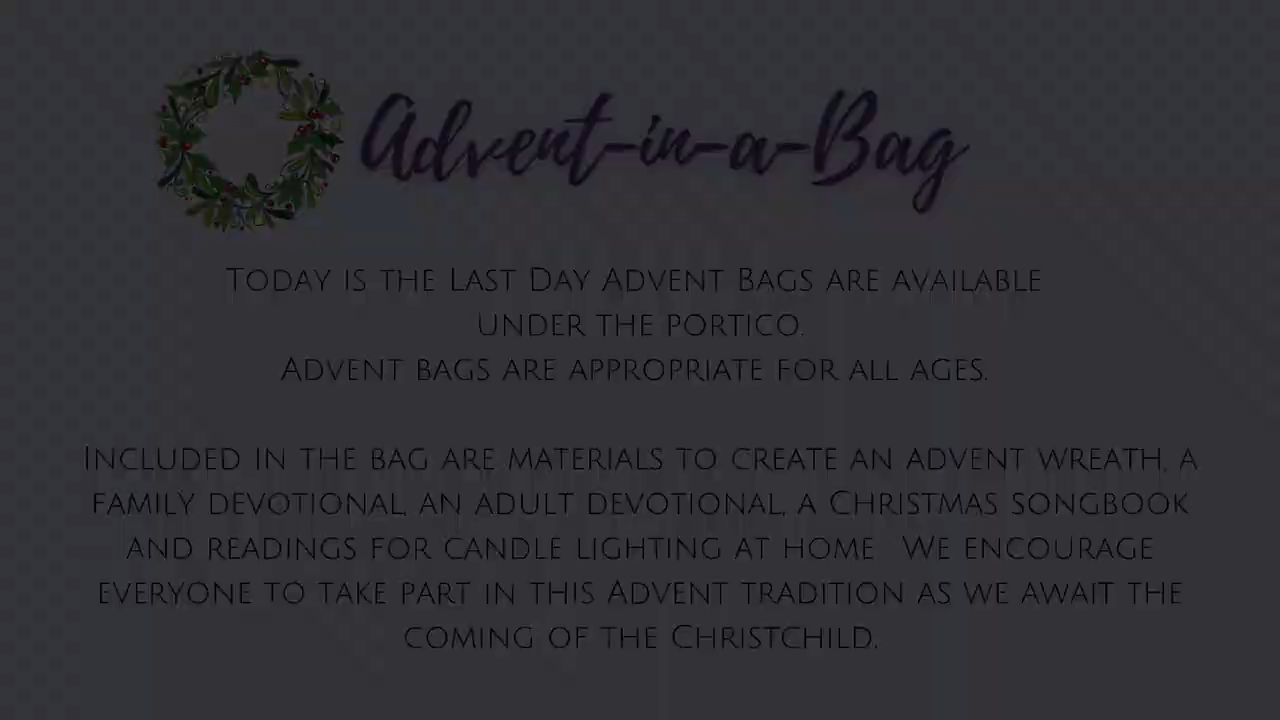 Advent-in-a-Bag
Today is the Last Day Advent Bags are available
under the portico.
Advent bags are appropriate for all ages.
Included in the bag are materials to create an advent wreath, a
family devotional, an adult devotional, a Christmas songbook
and readings for candle lighting at home  We encourage
everyone to take part in this Advent tradition as we await the
coming of the Christchild.